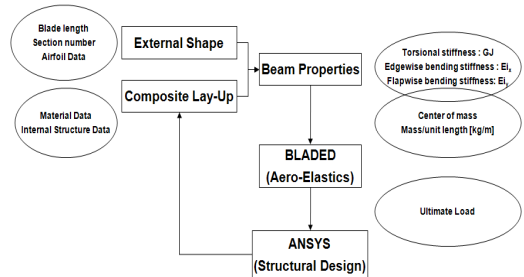 Blade length
Section number
Airfoil Data
External Shape
Composite Lay-Up
Material Data
Internal Structure Data
Beam Properties
BLADED
(Aero-Elastics)
ANSYS
(Structural Design)
Torsional stiffness : GJ
Edgewise bending stiffness : Ei
Flapwise bending stiffness: Ei
Center of mass
Mass/unit length [kg/m]
Ultimate Load